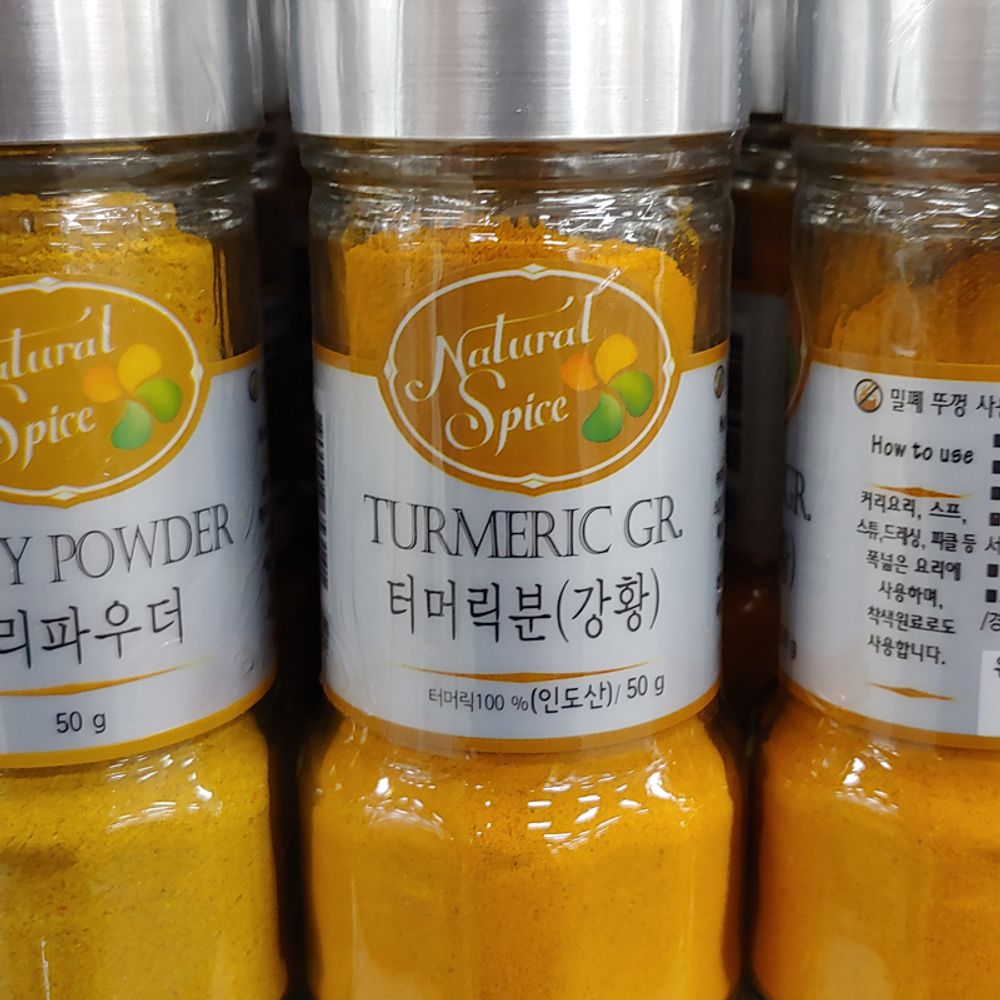 Natural
Spice
POWDER
리파우더
50 g
Natural
Spice
TURMERIC GR.
터머릭분(강황)
터머릭100 %(인도산)/ 50 g
밀폐 뚜껑
How to use
커리요리, 스프,
스튜,드레싱, 피클 등
폭넓은 요리에
사용하며,
착색원료로도
사용합니다.
GR.